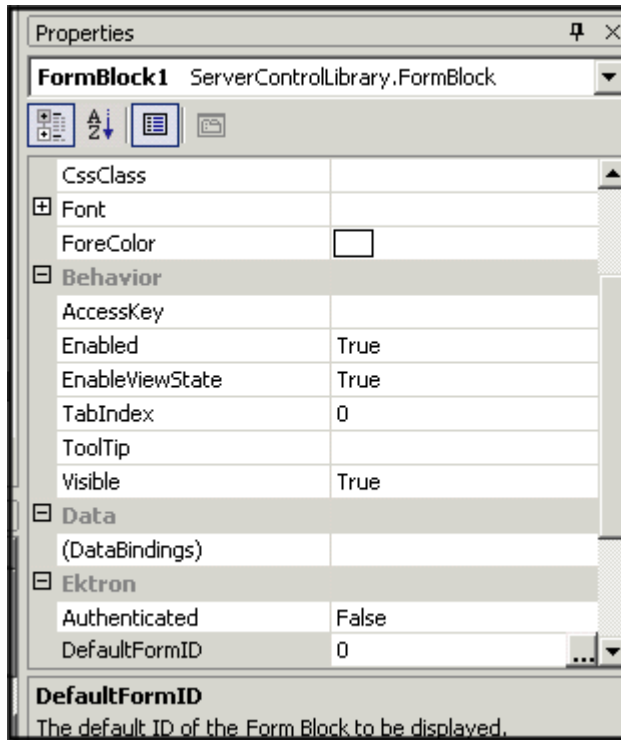 Properties
FormBlock1 ServerControlLibrary.FormBlock
A
Z
CssClass
Font
ForeColor
Behavior
AccessKey
Enabled True
EnableViewState True
TabIndex 0
ToolTip
Visible True
Data
(DataBindings)
Ektron
Authenticated False
DefaultFormID 0 ...
DefaultFormID
The default ID of the Form Block to be displayed.